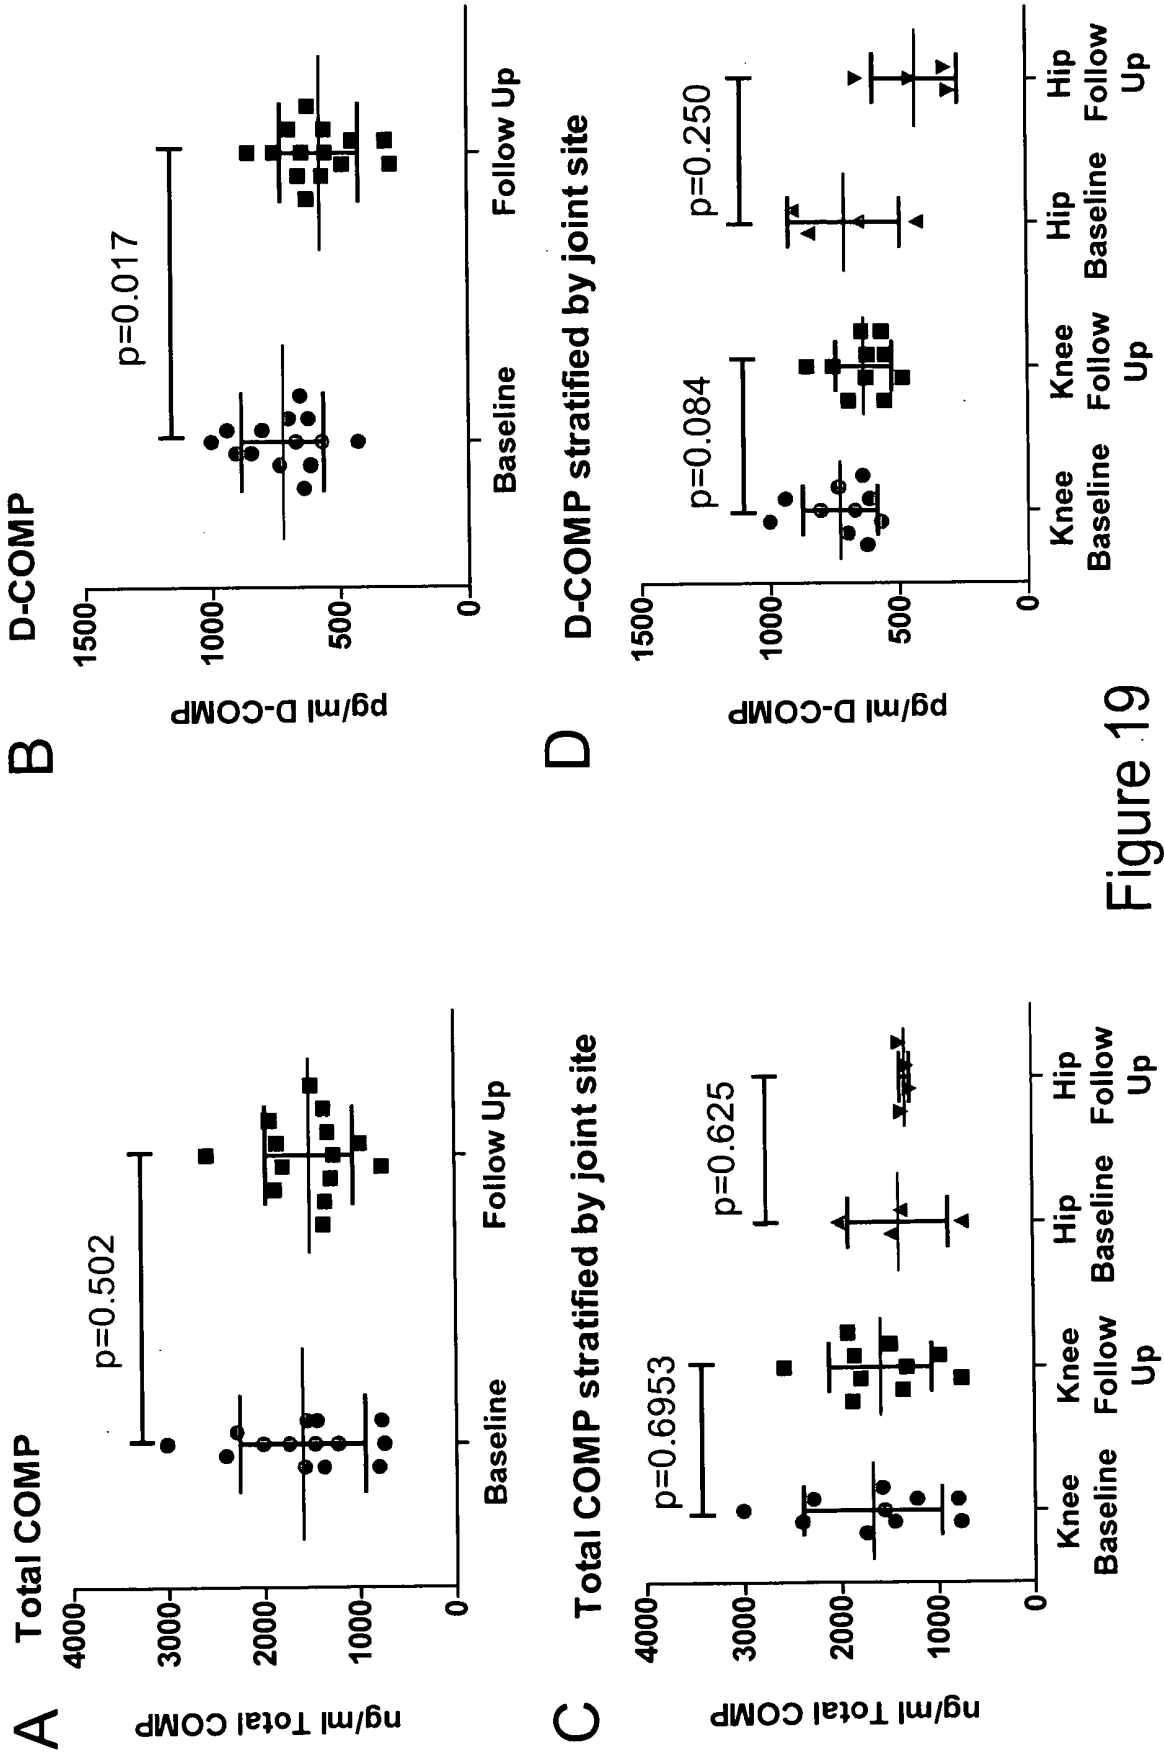 A
Total COMP
4000
3000
2000
1000
0
ng/ml Total COMP
p=0.502
Baseline
Follow Up
B
D-COMP
1500
1000
500
0
pg/ml D-COMP
p=0.017
Baseline
Follow Up
C
Total COMP stratified by joint site
4000
3000
2000
1000
0
ng/ml Total COMP
p=0.6953
p=0.625
Knee
Baseline
Knee
Follow
Up
Hip
Baseline
Hip
Follow
Up
D
D-COMP stratified by joint site
1500
1000
500
0
pg/ml D-COMP
p=0.084
p=0.250
Knee
Baseline
Knee
Follow
Up
Hip
Baseline
Hip
Follow
Up
Figure 19